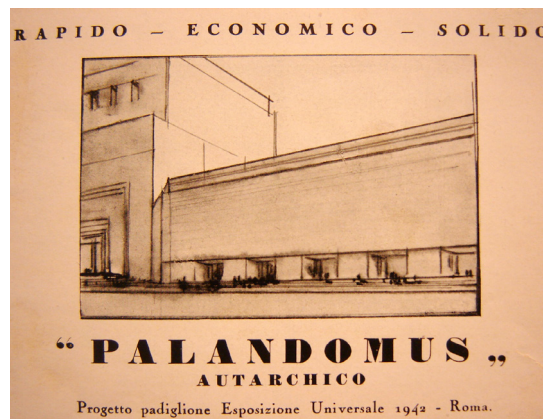 RAPIDO – ECONOMICO – SOLIDO
“ PALANDOMUS „
AUTARCHICO
Progetto padiglione Esposizione Universale 1942 - Roma.